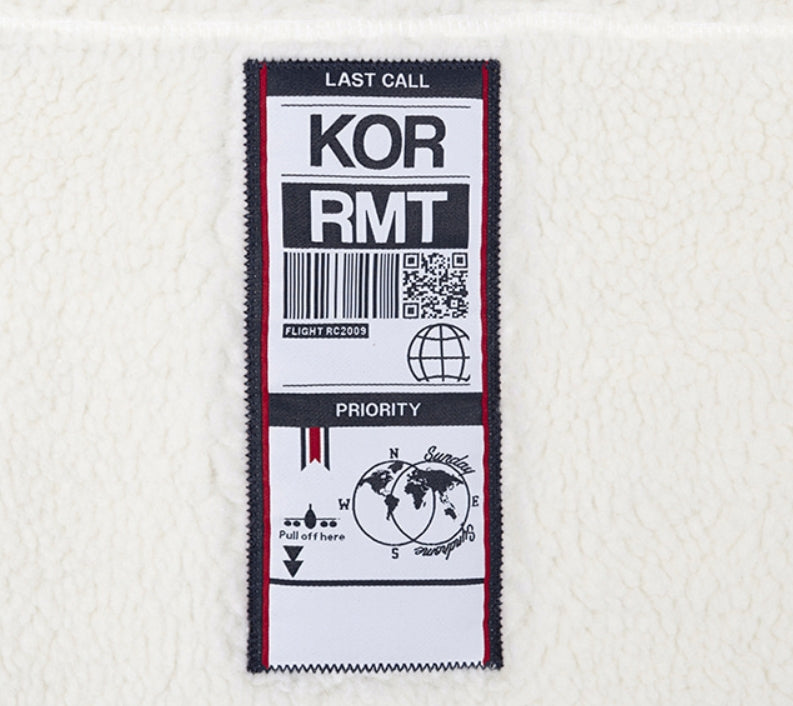 LAST CALL
KOR
RMT
FLIGHT RC2009
PRIORITY
N
Sunday
W
E
Pull off here
S
Syndrome